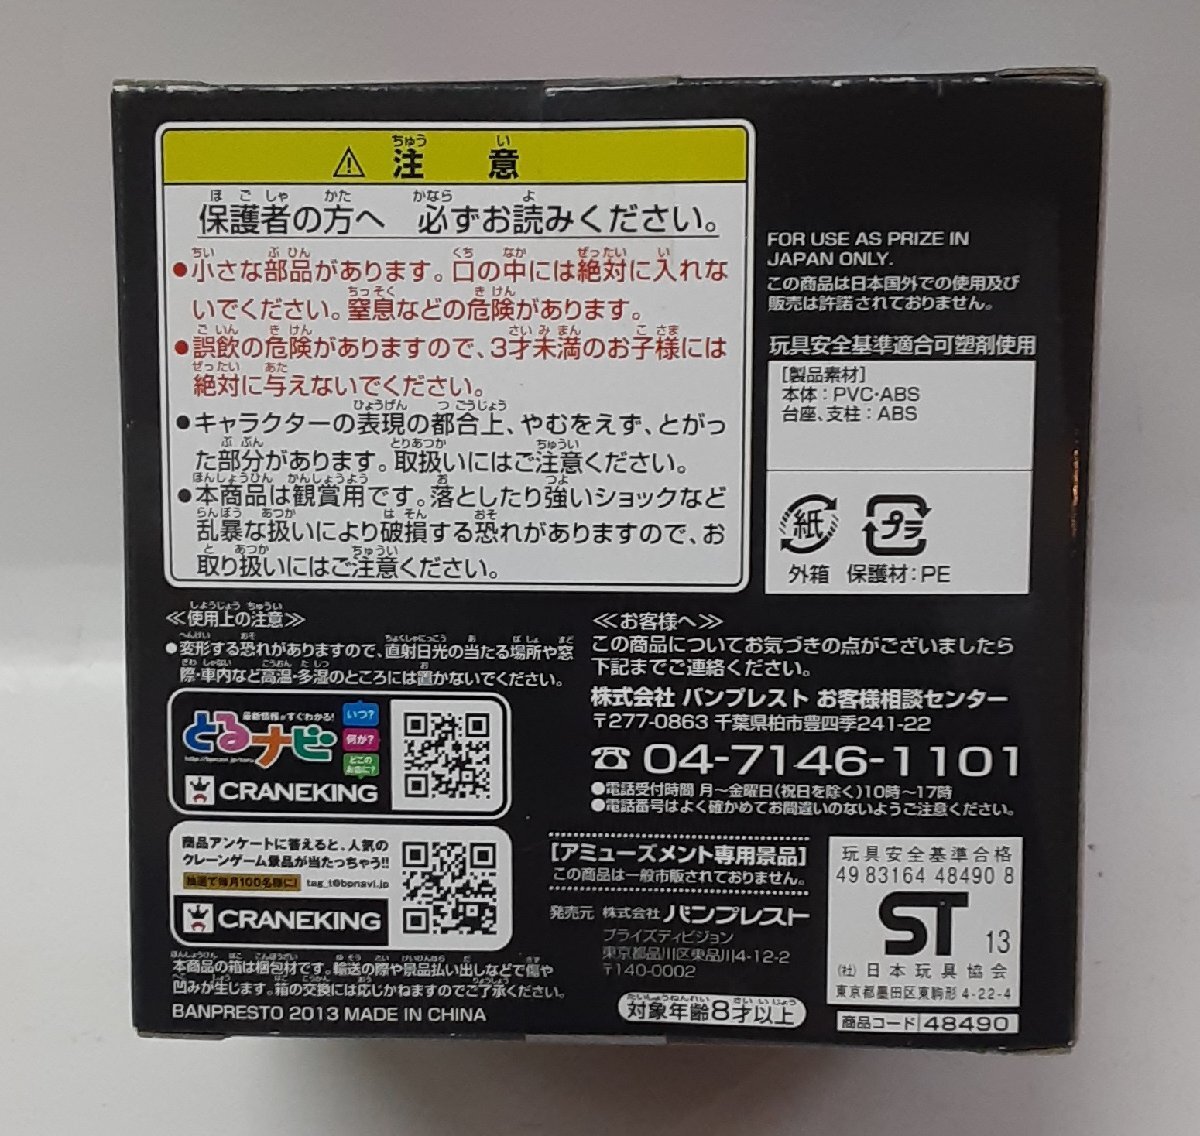 ⚠ 注 意
保護者の方へ 必ずお読みください。
●小さな部品があります。口の中には絶対に入れな
いでください。窒息などの危険があります。
●誤飲の危険がありますので、3才未満のお子様には
絶対に与えないでください。
●キャラクターの表現の都合上、やむをえず、とがっ
た部分があります。取扱いにはご注意ください。
●本商品は観賞用です。落としたり強いショックなど
乱暴な扱いにより破損する恐れがありますので、お
取り扱いにはご注意ください。
FOR USE AS PRIZE IN
JAPAN ONLY.
この商品は日本国外での使用及び
販売は許諾されておりません。
玩具安全基準適合可塑剤使用
[製品素材]
本体：PVC・ABS
台座、支柱：ABS
紙 プラ
外箱 保護材：PE
≪使用上の注意≫
●変形する恐れがありますので、直射日光の当たる場所や窓
際・車内など高温・多湿のところには置かないでください。
最新情報がすぐわかる!
とるナビ
いつ?
何が?
どこの
お店に?
CRANEKING
商品アンケートに答えると、人気の
クレーンゲーム景品が当たっちゃう!!
抽選で毎月100名様に! tag_t@bpnavi.jp
CRANEKING
本商品の箱は梱包材です。輸送の際や景品払い出しなどで傷や
凹みが生じます。箱の交換には応じかねますのでご了承ください。
BANPRESTO 2013 MADE IN CHINA
≪お客様へ≫
この商品についてお気づきの点がございましたら
下記までご連絡ください。
株式会社 バンプレスト お客様相談センター
〒277-0863 千葉県柏市豊四季241-22
☎04-7146-1101
●電話受付時間 月～金曜日(祝日を除く)10時～17時
●電話番号はよく確かめてお間違いのないようご注意ください。
[アミューズメント専用景品]
この商品は一般市販されておりません。
発売元 株式会社 バンプレスト
プライズディビジョン
東京都品川区東品川4-12-2
〒140-0002
対象年齢8才以上
玩具安全基準合格
49 83164 48490 8
ST 13
(社)日本玩具協会
東京都墨田区東駒形 4-22-4
商品コード 48490